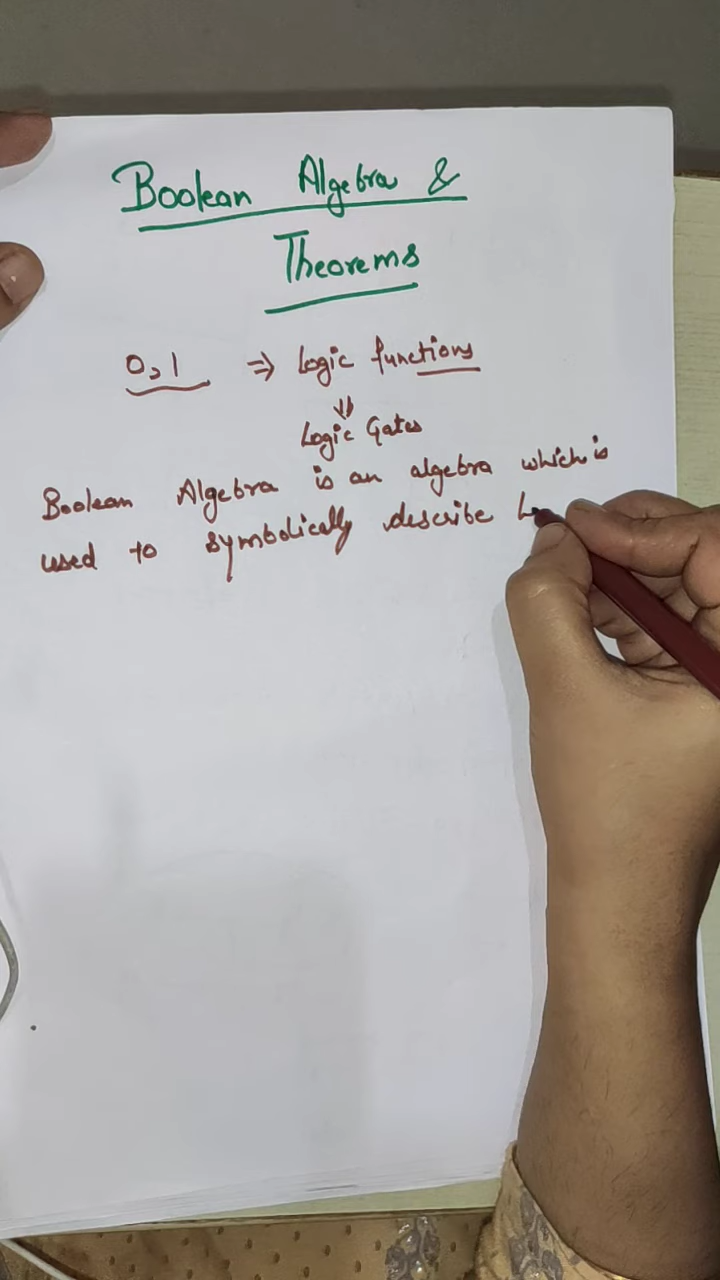 Boolean Algebra &
Theorems
0,1 ⇒ Logic functions
⇓
Logic Gates
Boolean Algebra is an algebra which is
used to symbolically describe